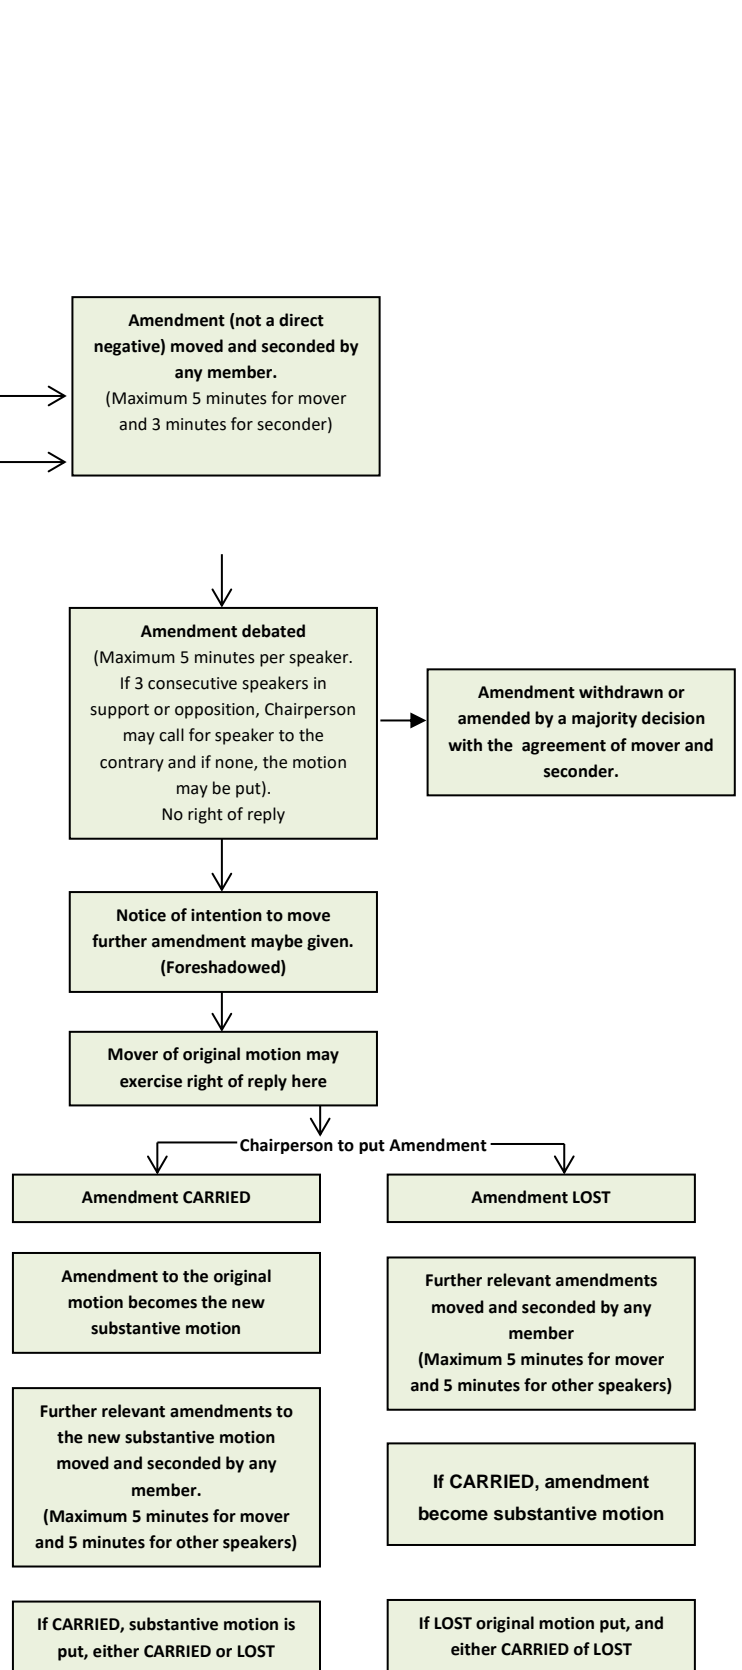 Amendment (not a direct
negative) moved and seconded by
any member.
(Maximum 5 minutes for mover
and 3 minutes for seconder)
Amendment debated
(Maximum 5 minutes per speaker.
If 3 consecutive speakers in
support or opposition, Chairperson
may call for speaker to the
contrary and if none, the motion
may be put).
No right of reply
Amendment withdrawn or
amended by a majority decision
with the agreement of mover and
seconder.
Notice of intention to move
further amendment maybe given.
(Foreshadowed)
Mover of original motion may
exercise right of reply here
Chairperson to put Amendment
Amendment CARRIED
Amendment to the original
motion becomes the new
substantive motion
Further relevant amendments to
the new substantive motion
moved and seconded by any
member.
(Maximum 5 minutes for mover
and 5 minutes for other speakers)
If CARRIED, substantive motion is
put, either CARRIED or LOST
Amendment LOST
Further relevant amendments
moved and seconded by any
member
(Maximum 5 minutes for mover
and 5 minutes for other speakers)
If CARRIED, amendment
become substantive motion
If LOST original motion put, and
either CARRIED of LOST